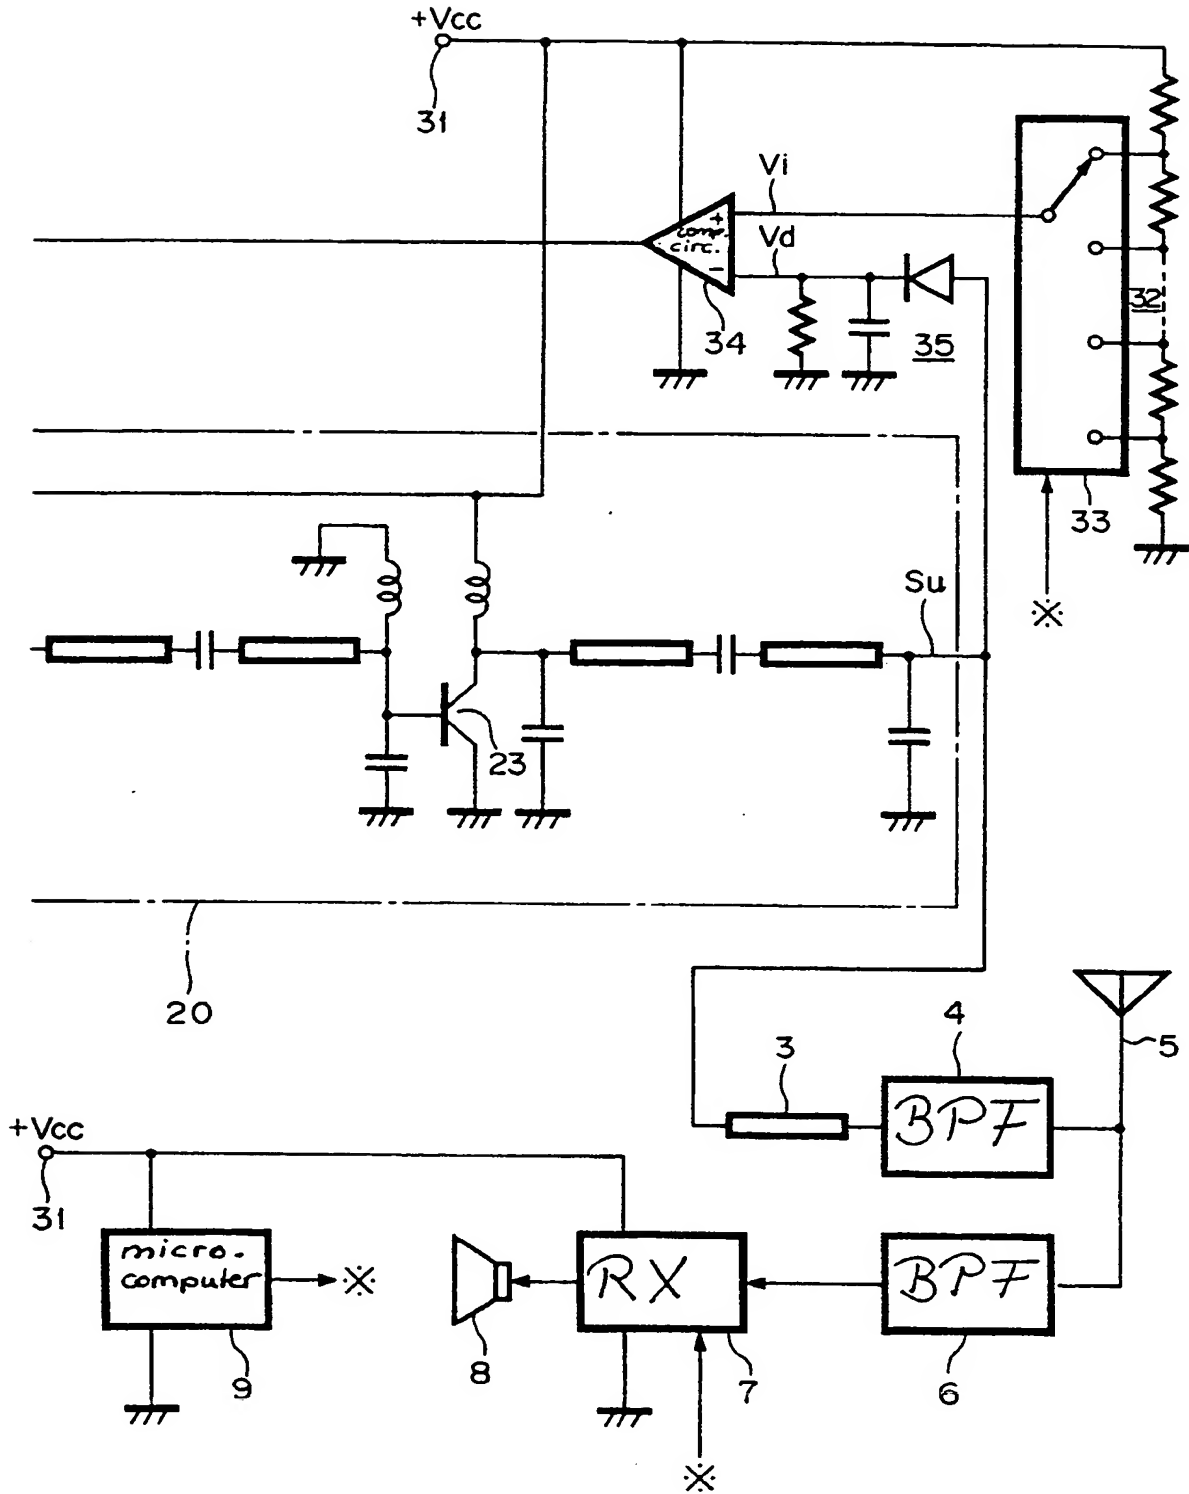 +Vcc
31
Vi
+
comp.
circ.
Vd
−
34
35
32
33
※
Su
23
20
3
4
5
+Vcc
31
BPF
micro.
computer
※
RX
BPF
9
8
7
6
※